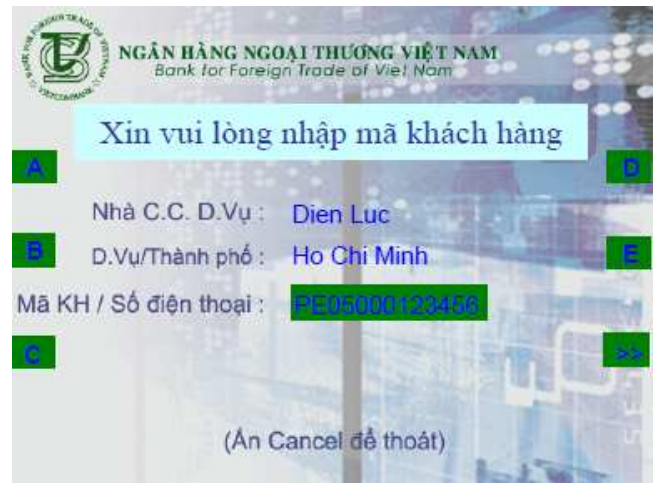 NGÂN HÀNG NGOẠI THƯƠNG VIỆT NAM
Bank for Foreign Trade of Viet Nam
Xin vui lòng nhập mã khách hàng
A
D
Nhà C.C. D.Vụ : Dien Luc
B
D.Vụ/Thành phố : Ho Chi Minh
E
Mã KH / Số điện thoại : PE05000123456
C
>>
(Ấn Cancel để thoát)